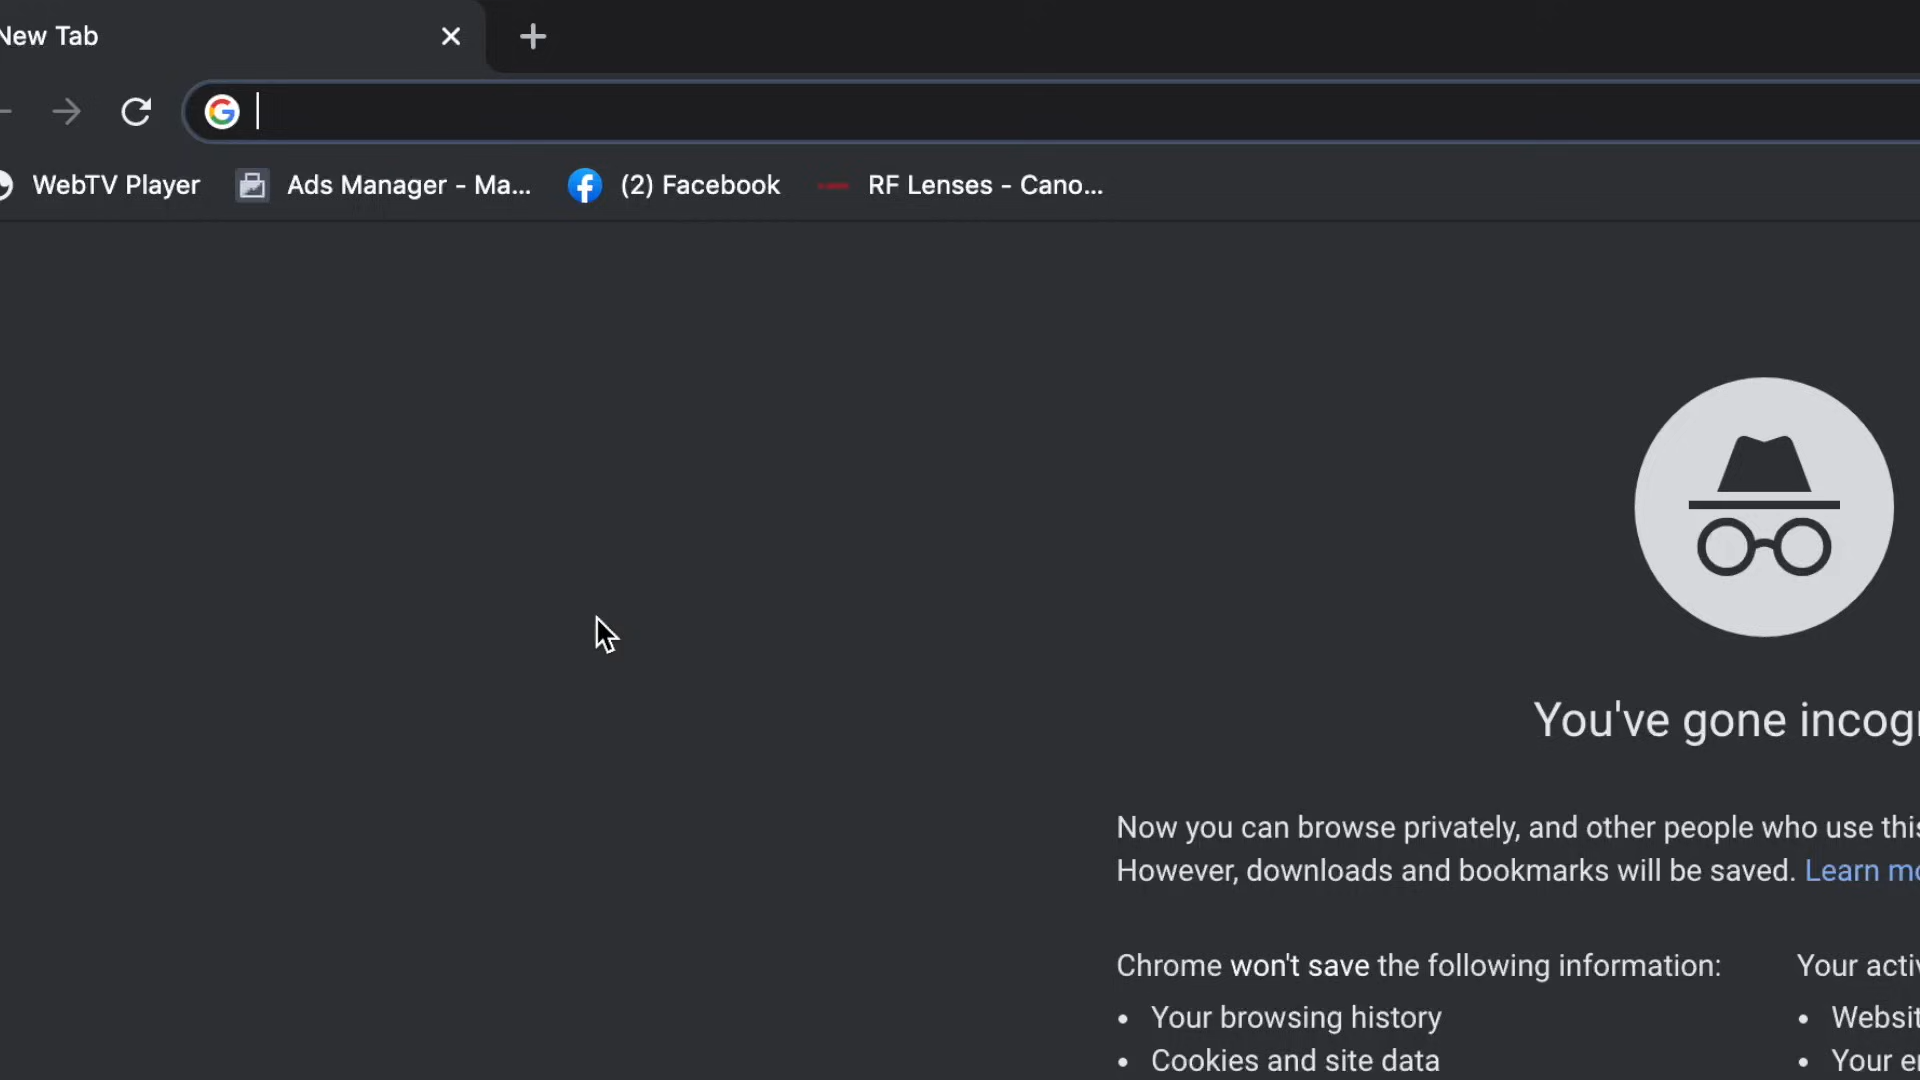 New Tab
WebTV Player
Ads Manager - Ma...
(2) Facebook
RF Lenses - Cano...
You've gone incog
Now you can browse privately, and other people who use this
However, downloads and bookmarks will be saved. Learn mo
Chrome won't save the following information:
Your activ
• Your browsing history
• Websit
• Cookies and site data
• Your e